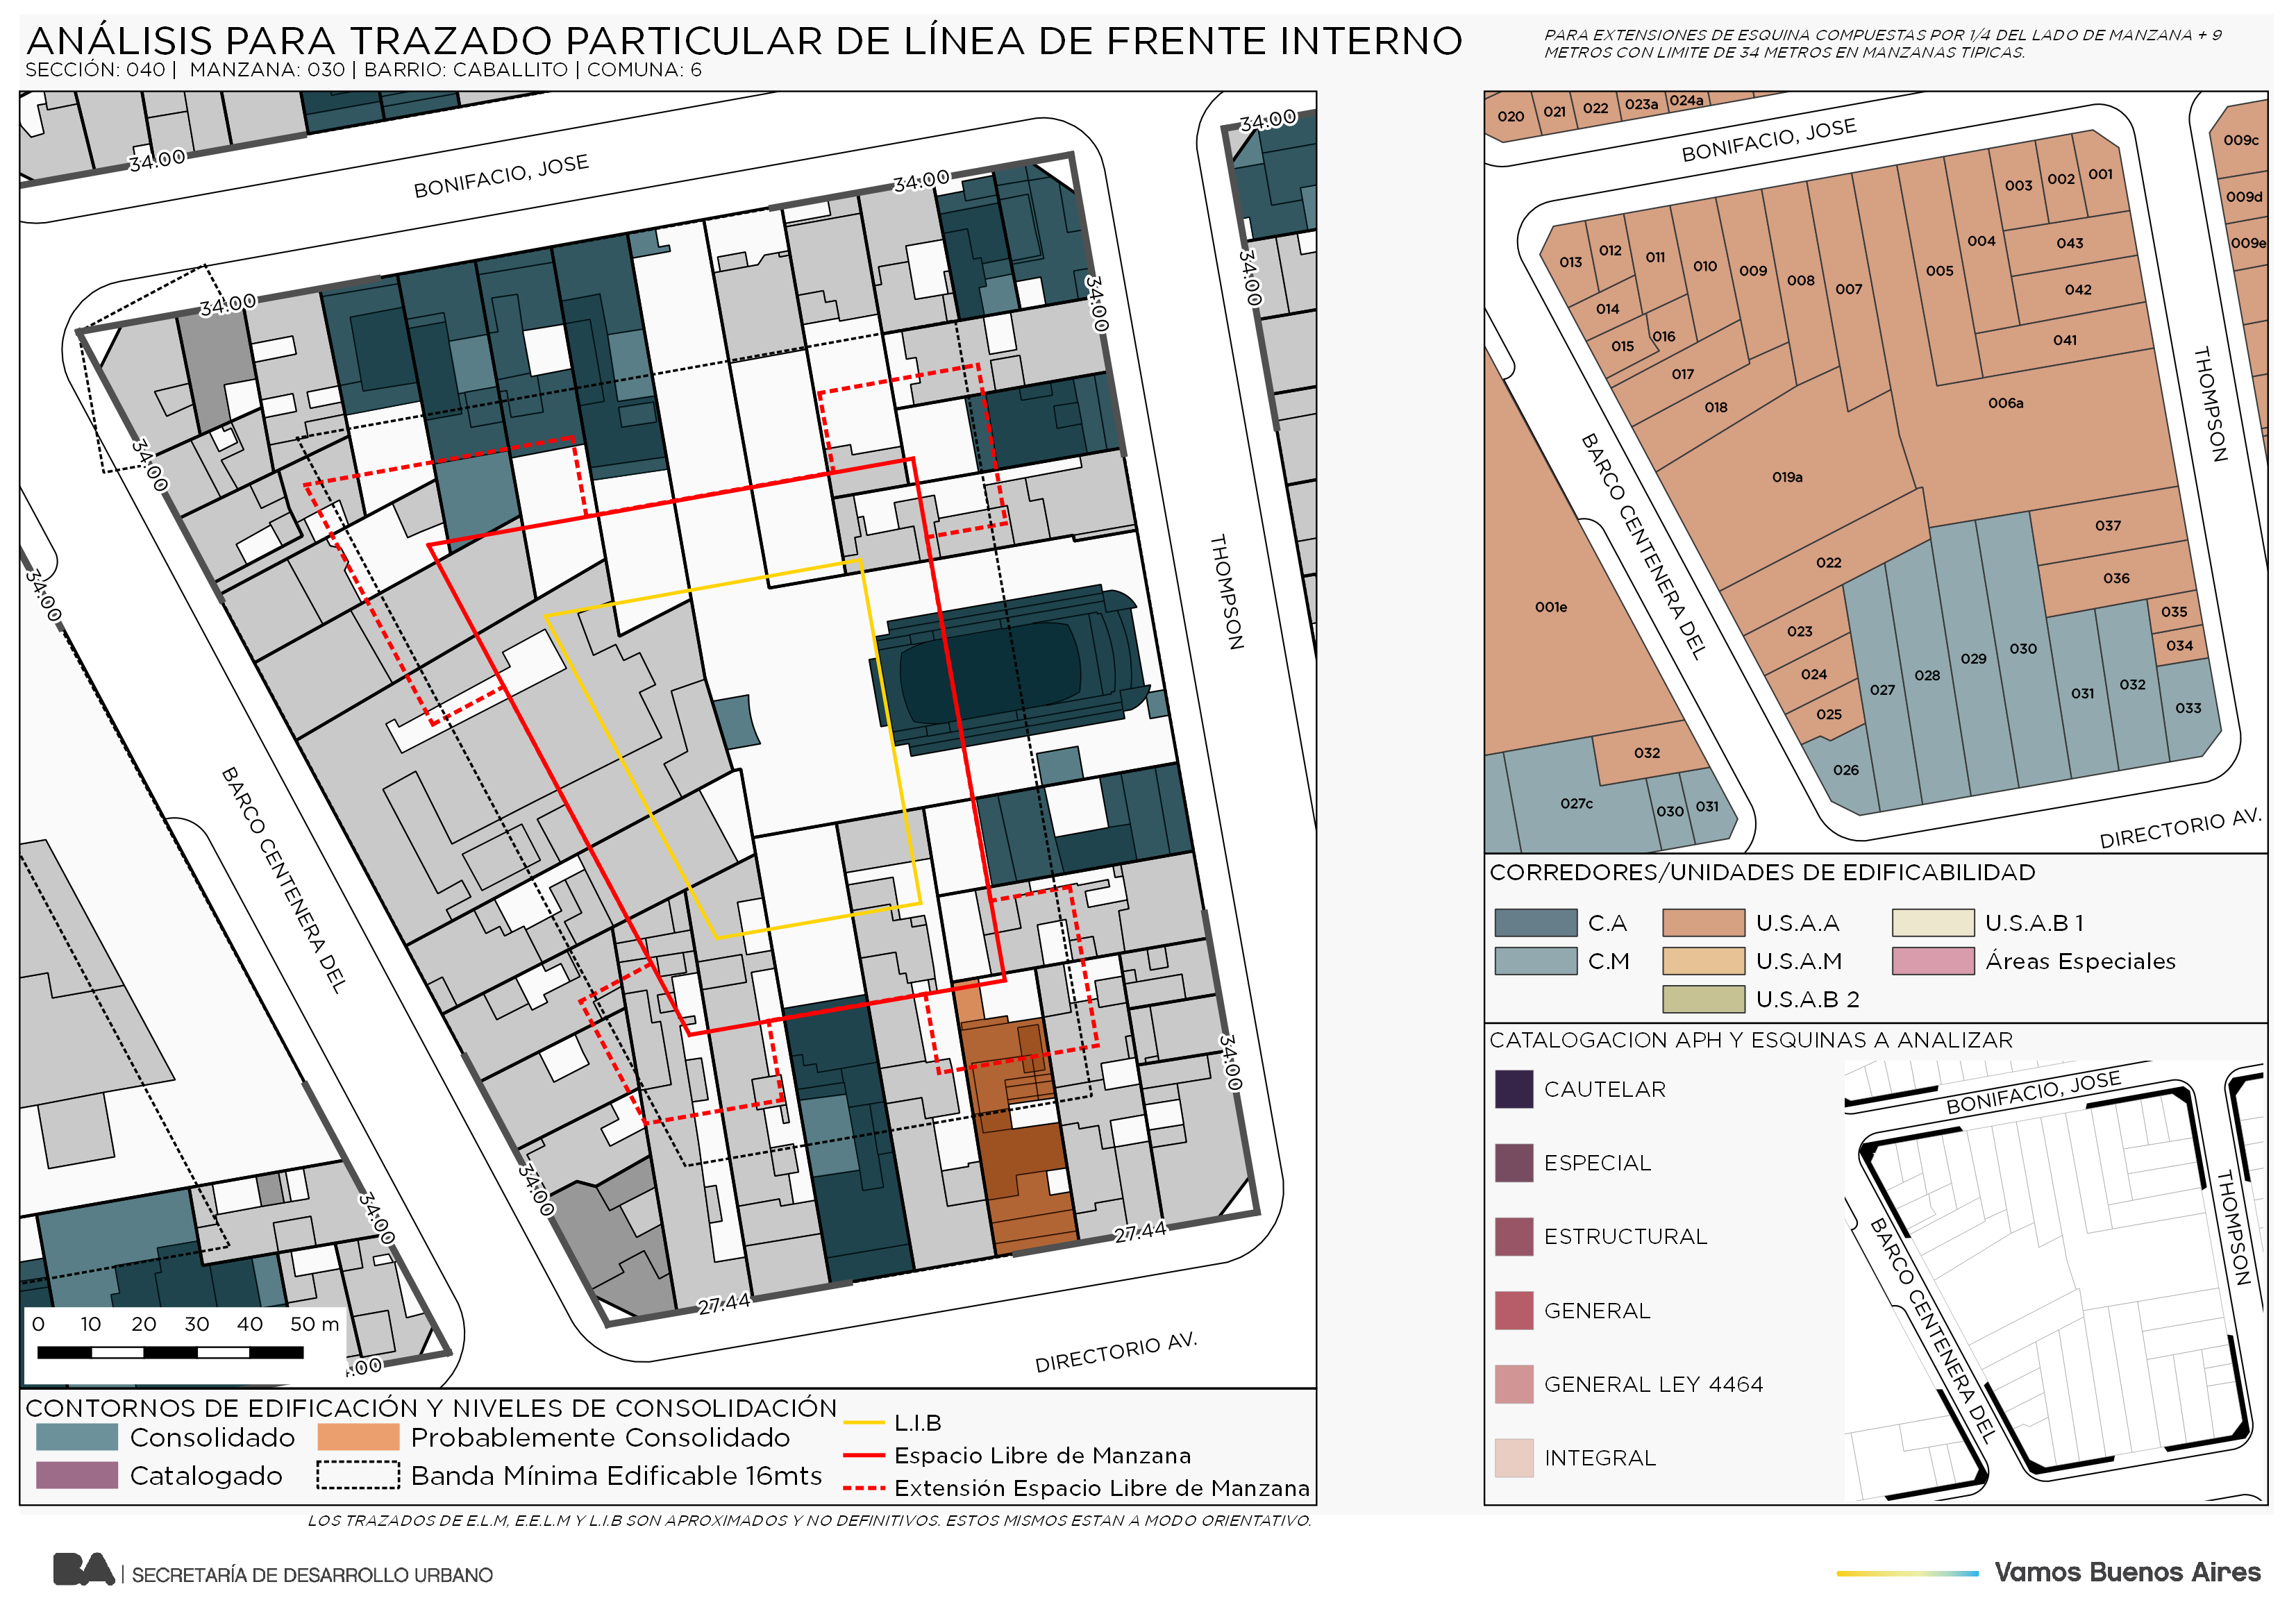 ANÁLISIS PARA TRAZADO PARTICULAR DE LÍNEA DE FRENTE INTERNO
SECCIÓN: 040 | MANZANA: 030 | BARRIO: CABALLITO | COMUNA: 6
PARA EXTENSIONES DE ESQUINA COMPUESTAS POR 1/4 DEL LADO DE MANZANA + 9
METROS CON LIMITE DE 34 METROS EN MANZANAS TIPICAS.
34.00
BONIFACIO, JOSE
34.00
34.00
34.00
34.00
34.00
34.00
34.00
THOMPSON
BARCO CENTENERA DEL
34.00
34.00
34.00
27.44
27.44
DIRECTORIO AV.
.00
0 10 20 30 40 50 m
CONTORNOS DE EDIFICACIÓN Y NIVELES DE CONSOLIDACIÓN
Consolidado
Probablemente Consolidado
Catalogado
Banda Mínima Edificable 16mts
L.I.B
Espacio Libre de Manzana
Extensión Espacio Libre de Manzana
LOS TRAZADOS DE E.L.M, E.E.L.M Y L.I.B SON APROXIMADOS Y NO DEFINITIVOS. ESTOS MISMOS ESTAN A MODO ORIENTATIVO.
020 021 022 023a 024a
BONIFACIO, JOSE
009c
009d
009e
003 002 001
004 043
042
041
013 012 011 010 009 008 007 005
014
015 016
017
018
006a
019a
THOMPSON
BARCO CENTENERA DEL
022
037
036
035
034
001e
023
024
025
026
027 028 029 030 031 032 033
032
027c 030 031
DIRECTORIO AV.
CORREDORES/UNIDADES DE EDIFICABILIDAD
C.A
U.S.A.A
U.S.A.B 1
C.M
U.S.A.M
Áreas Especiales
U.S.A.B 2
CATALOGACION APH Y ESQUINAS A ANALIZAR
CAUTELAR
ESPECIAL
ESTRUCTURAL
GENERAL
GENERAL LEY 4464
INTEGRAL
BONIFACIO, JOSE
THOMPSON
BARCO CENTENERA DEL
BA | SECRETARÍA DE DESARROLLO URBANO
Vamos Buenos Aires